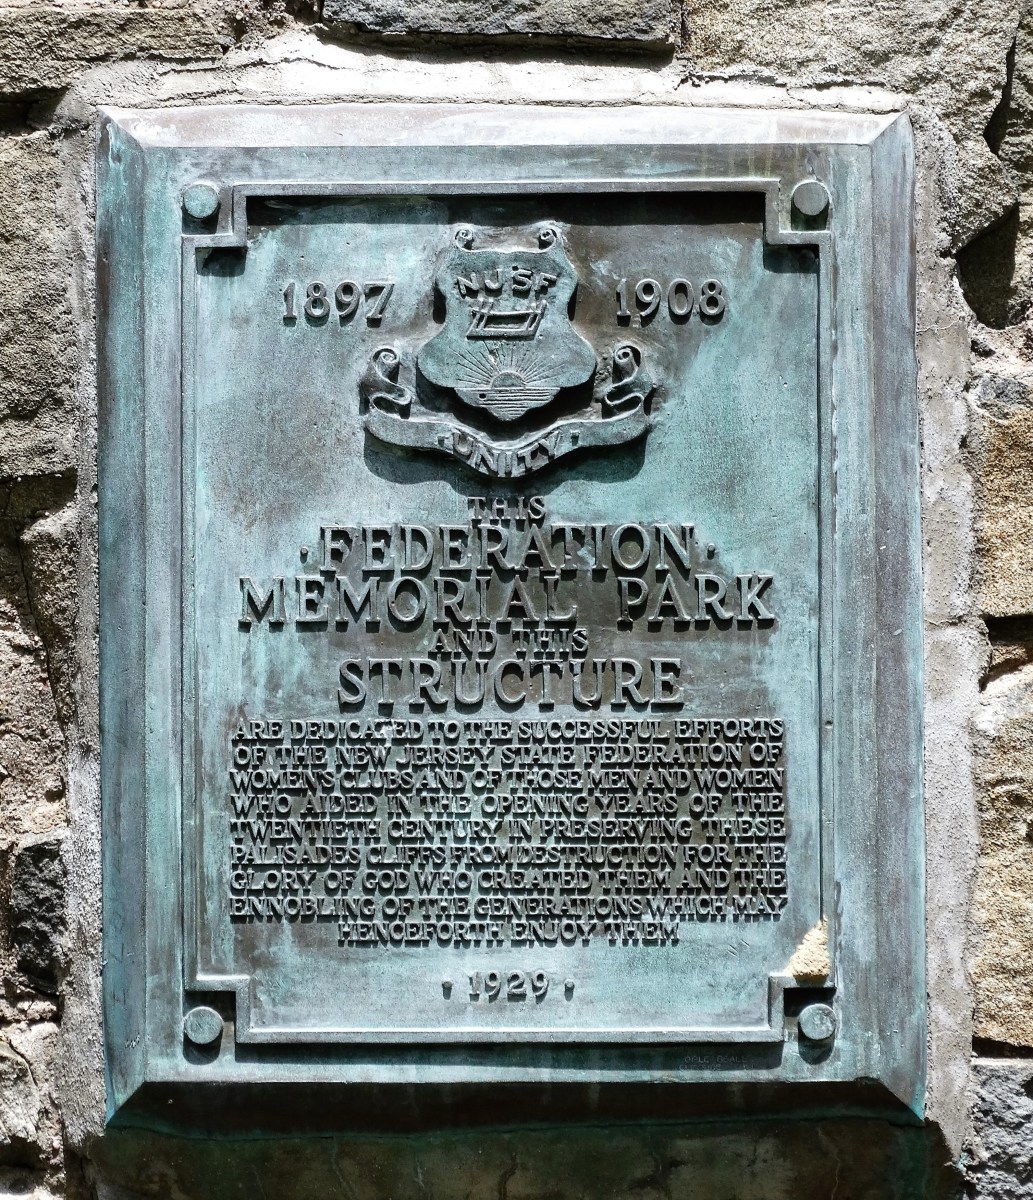 1897
NJSF
1908
UNITY
THIS
· FEDERATION ·
MEMORIAL PARK
AND THIS
STRUCTURE
ARE DEDICATED TO THE SUCCESSFUL EFFORTS
OF THE NEW JERSEY STATE FEDERATION OF
WOMEN'S CLUBS AND OF THOSE MEN AND WOMEN
WHO AIDED IN THE OPENING YEARS OF THE
TWENTIETH CENTURY IN PRESERVING THESE
PALISADES CLIFFS FROM DESTRUCTION FOR THE
GLORY OF GOD WHO CREATED THEM AND THE
ENNOBLING OF THE GENERATIONS WHICH MAY
HENCEFORTH ENJOY THEM
· 1929 ·